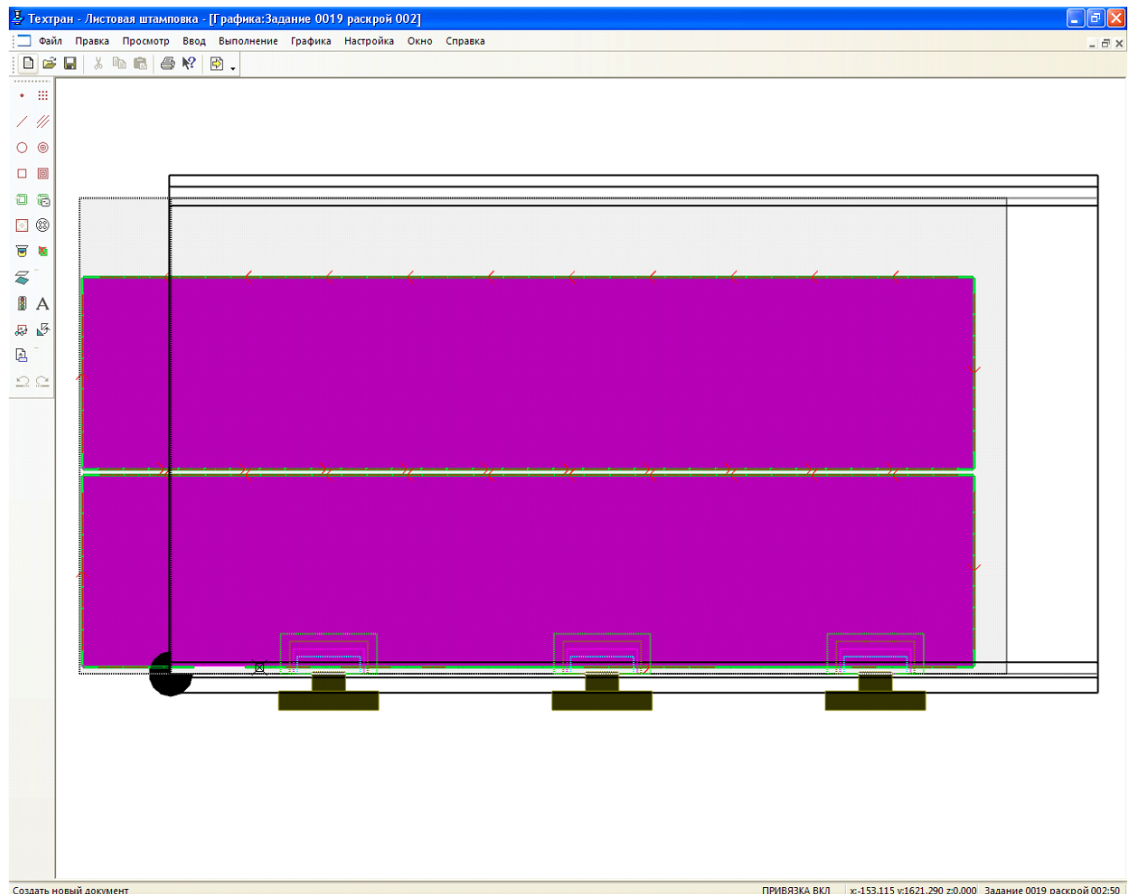 Техтран - Листовая штамповка - [Графика:Задание 0019 раскрой 002]
Файл Правка Просмотр Ввод Выполнение Графика Настройка Окно Справка
A
Создать новый документ ПРИВЯЗКА ВКЛ x:-153.115 y:1621.290 z:0.000 Задание 0019 раскрой 002:50